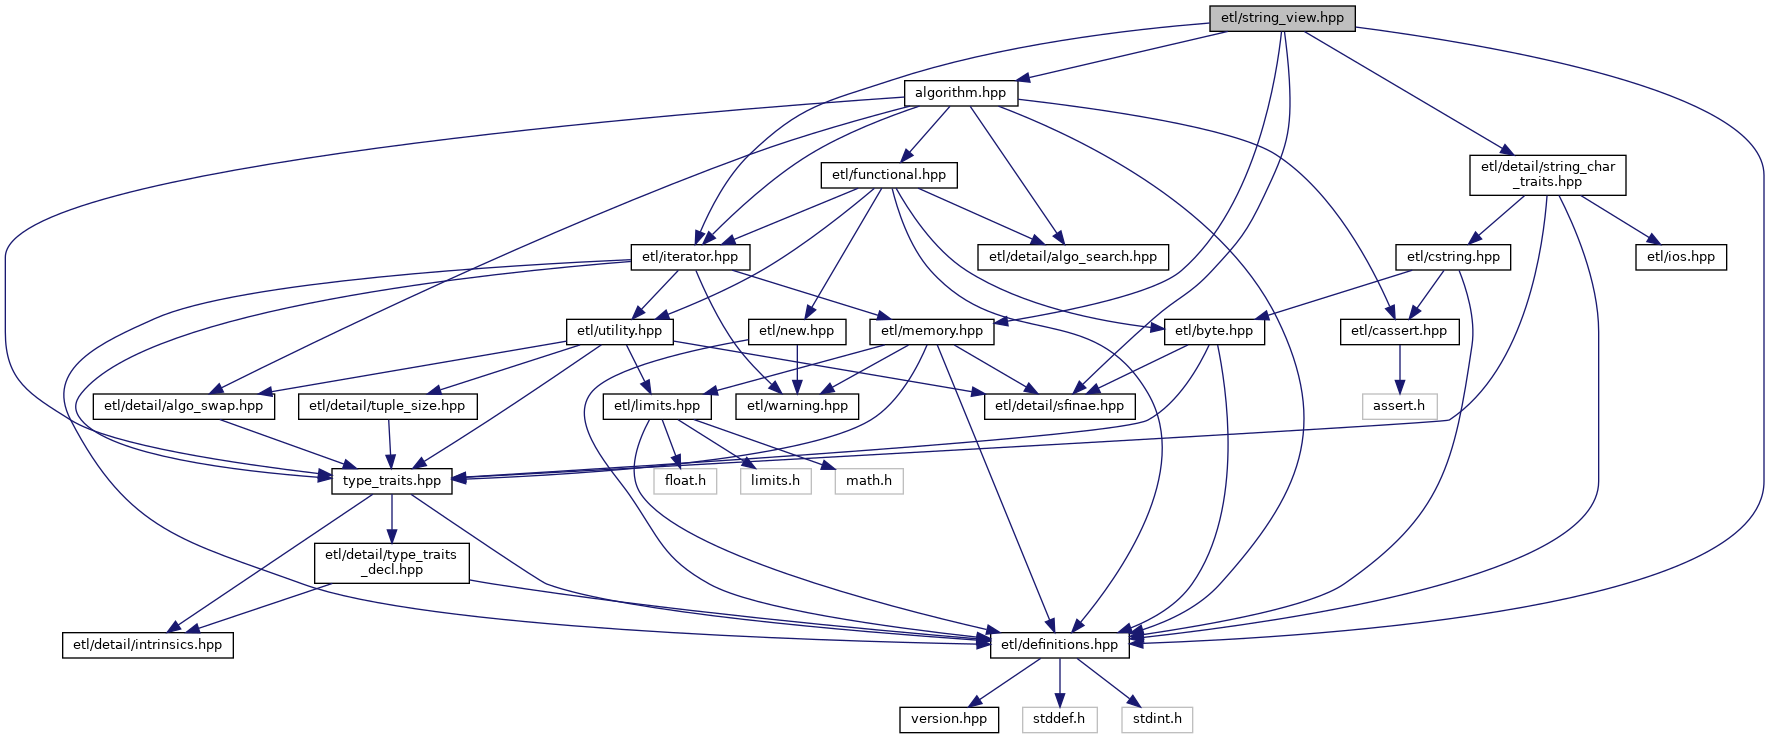 etl/string_view.hpp
algorithm.hpp
etl/functional.hpp
etl/detail/string_char
_traits.hpp
etl/iterator.hpp
etl/detail/algo_search.hpp
etl/cstring.hpp
etl/ios.hpp
etl/utility.hpp
etl/new.hpp
etl/memory.hpp
etl/byte.hpp
etl/cassert.hpp
etl/detail/algo_swap.hpp
etl/detail/tuple_size.hpp
etl/limits.hpp
etl/warning.hpp
etl/detail/sfinae.hpp
assert.h
type_traits.hpp
float.h
limits.h
math.h
etl/detail/type_traits
_decl.hpp
etl/detail/intrinsics.hpp
etl/definitions.hpp
version.hpp
stddef.h
stdint.h